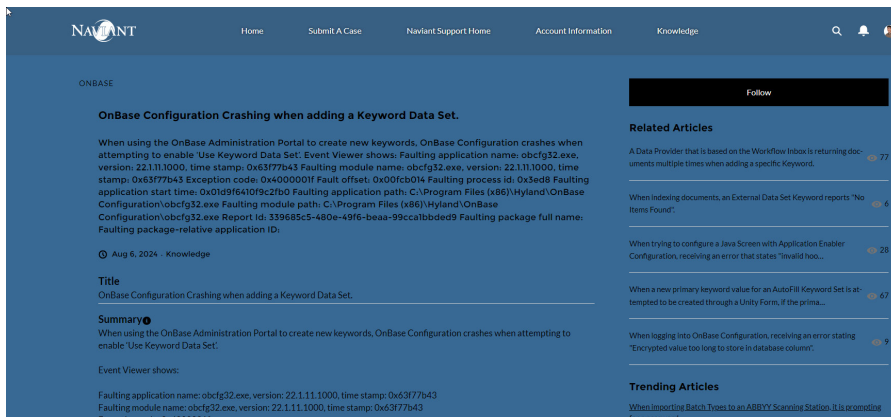 NAVIANT
Home
Submit A Case
Naviant Support Home
Account Information
Knowledge
ONBASE
OnBase Configuration Crashing when adding a Keyword Data Set.
When using the OnBase Administration Portal to create new keywords, OnBase Configuration crashes when
attempting to enable 'Use Keyword Data Set'. Event Viewer shows: Faulting application name: obcfg32.exe,
version: 22.1.11.1000, time stamp: 0x63f77b43 Faulting module name: obcfg32.exe, version: 22.1.11.1000, time
stamp: 0x63f77b43 Exception code: 0x4000001f Fault offset: 0x00fcb014 Faulting process id: 0x3ed8 Faulting
application start time: 0x01d9f6410f9c2fb0 Faulting application path: C:\Program Files (x86)\Hyland\OnBase
Configuration\obcfg32.exe Faulting module path: C:\Program Files (x86)\Hyland\OnBase
Configuration\obcfg32.exe Report Id: 339685c5-480e-49f6-beaa-99cca1bbded9 Faulting package full name:
Faulting package-relative application ID:
Aug 6, 2024 · Knowledge
Title
OnBase Configuration Crashing when adding a Keyword Data Set.
Summary
When using the OnBase Administration Portal to create new keywords, OnBase Configuration crashes when attempting to
enable 'Use Keyword Data Set'.
Event Viewer shows:
Faulting application name: obcfg32.exe, version: 22.1.11.1000, time stamp: 0x63f77b43
Faulting module name: obcfg32.exe, version: 22.1.11.1000, time stamp: 0x63f77b43
Follow
Related Articles
A Data Provider that is based on the Workflow Inbox is returning doc-
uments multiple times when adding a specific Keyword.
77
When indexing documents, an External Data Set Keyword reports "No
Items Found".
6
When trying to configure a Java Screen with Application Enabler
Configuration, receiving an error that states "Invalid hoo...
28
When a new primary keyword value for an AutoFill Keyword Set is at-
tempted to be created through a Unity Form, if the prima...
67
When logging into OnBase Configuration, receiving an error stating
"Encrypted value too long to store in database column".
9
Trending Articles
When importing Batch Types to an ABBYY Scanning Station, it is prompting